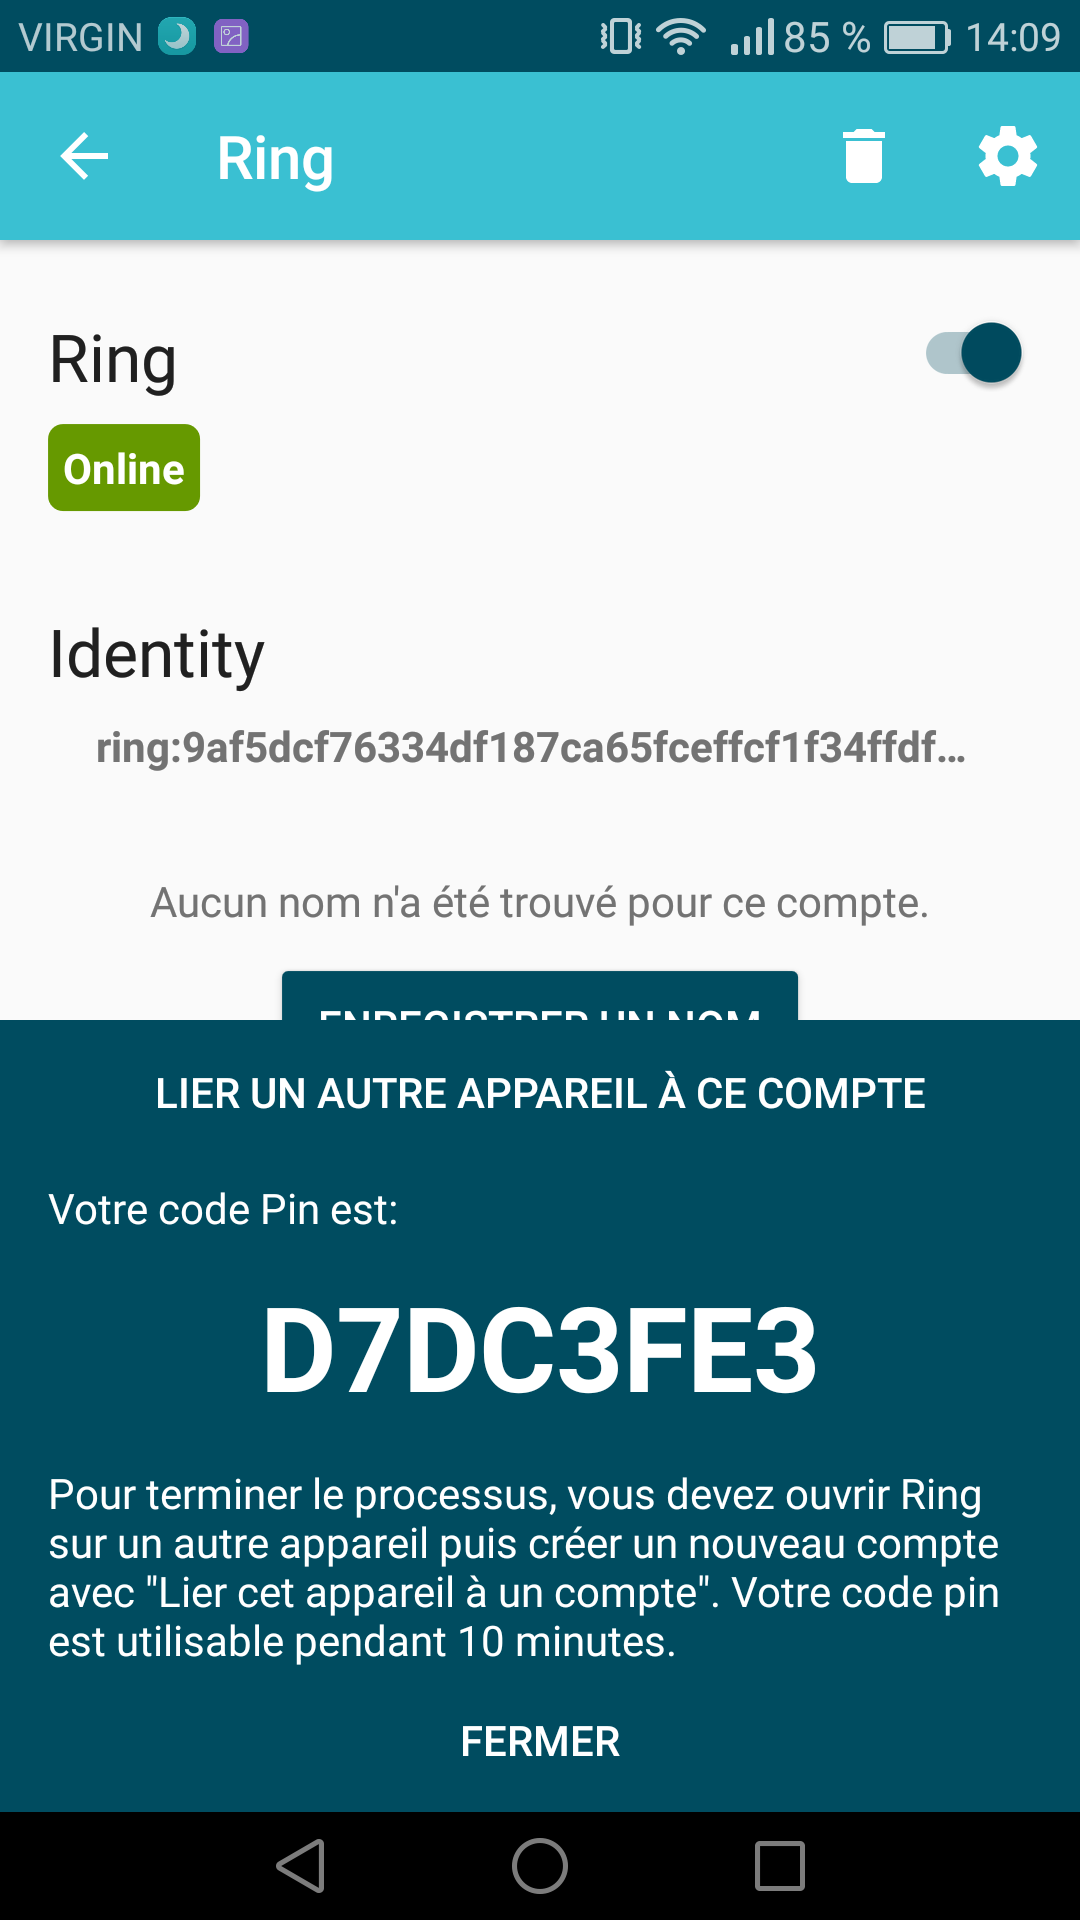 VIRGIN 85 % 14:09
Ring
Ring
Online
Identity
ring:9af5dcf76334df187ca65fceffcf1f34ffdf…
Aucun nom n'a été trouvé pour ce compte.
ENREGISTRER UN NOM
LIER UN AUTRE APPAREIL À CE COMPTE
Votre code Pin est:
D7DC3FE3
Pour terminer le processus, vous devez ouvrir Ring
sur un autre appareil puis créer un nouveau compte
avec "Lier cet appareil à un compte". Votre code pin
est utilisable pendant 10 minutes.
FERMER